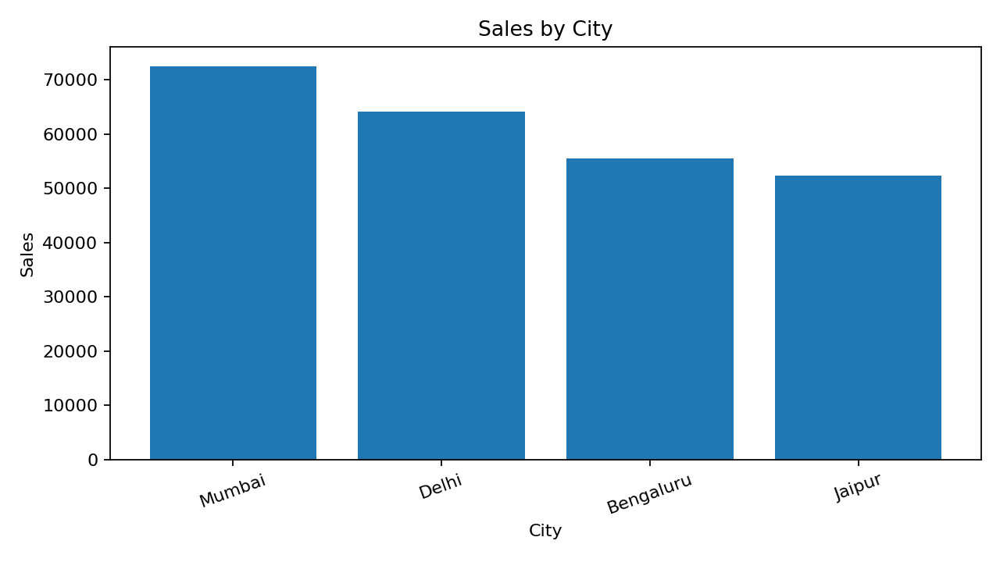 Sales by City
70000
60000
50000
40000
30000
20000
10000
0
Sales
Mumbai
Delhi
Bengaluru
Jaipur
City